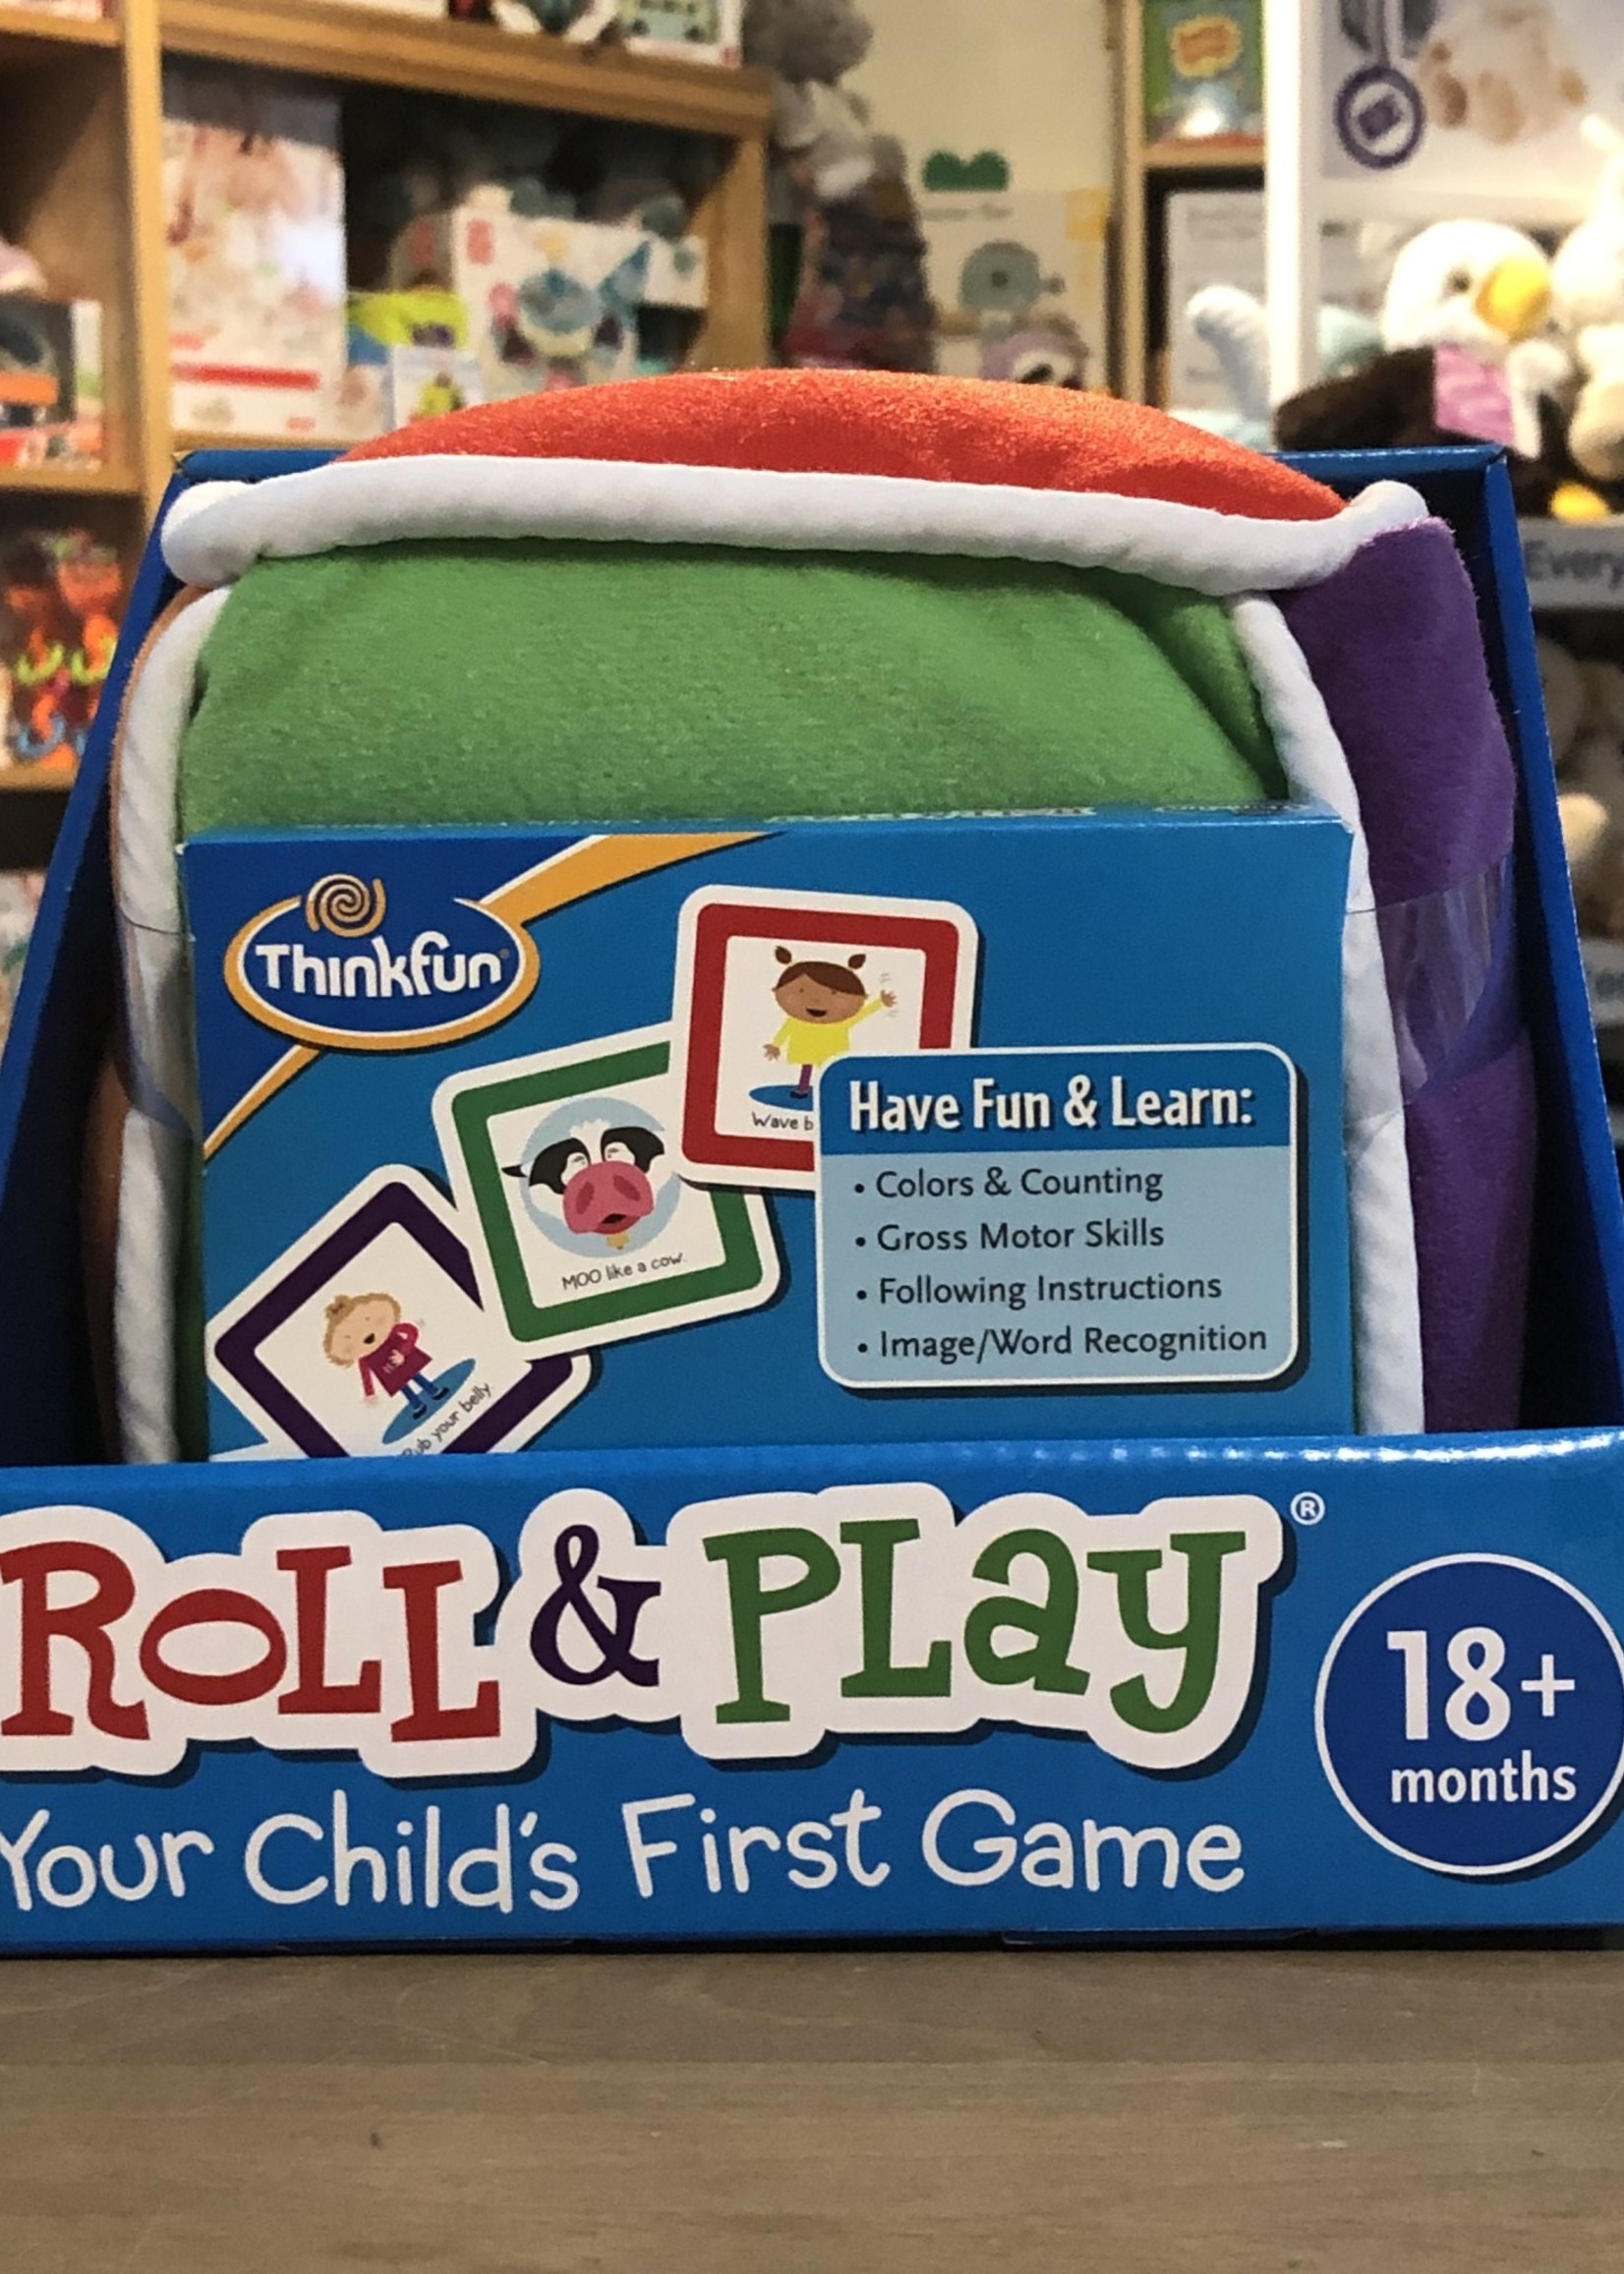 Thinkfun
Wave b
MOO like a cow.
Rub your belly.
Have Fun & Learn:
• Colors & Counting
• Gross Motor Skills
• Following Instructions
• Image/Word Recognition
ROLL & PLAY®
Your Child's First Game
18+
months
Every